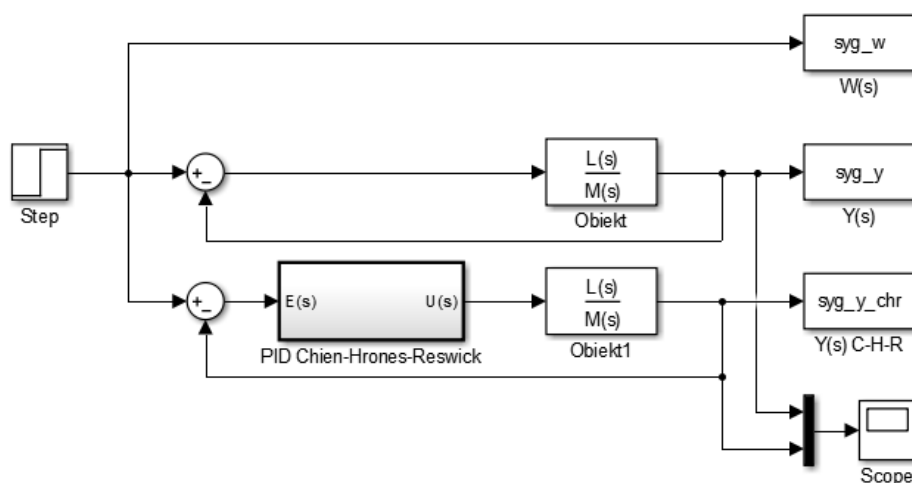 syg_w
W(s)
Step
+
−
L(s)
M(s)
Obiekt
syg_y
Y(s)
+
−
E(s)
U(s)
PID Chien-Hrones-Reswick
L(s)
M(s)
Obiekt1
syg_y_chr
Y(s) C-H-R
Scope